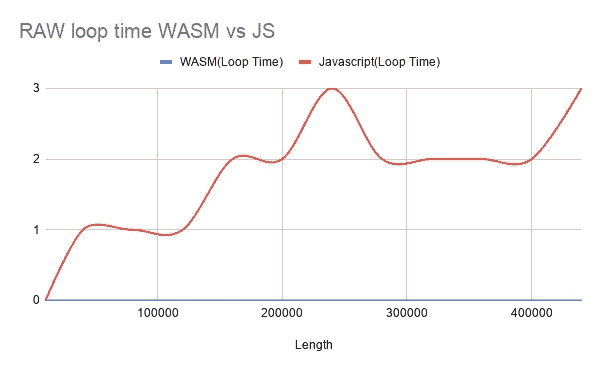 RAW loop time WASM vs JS
WASM(Loop Time) Javascript(Loop Time)
3
2
1
0
100000 200000 300000 400000
Length